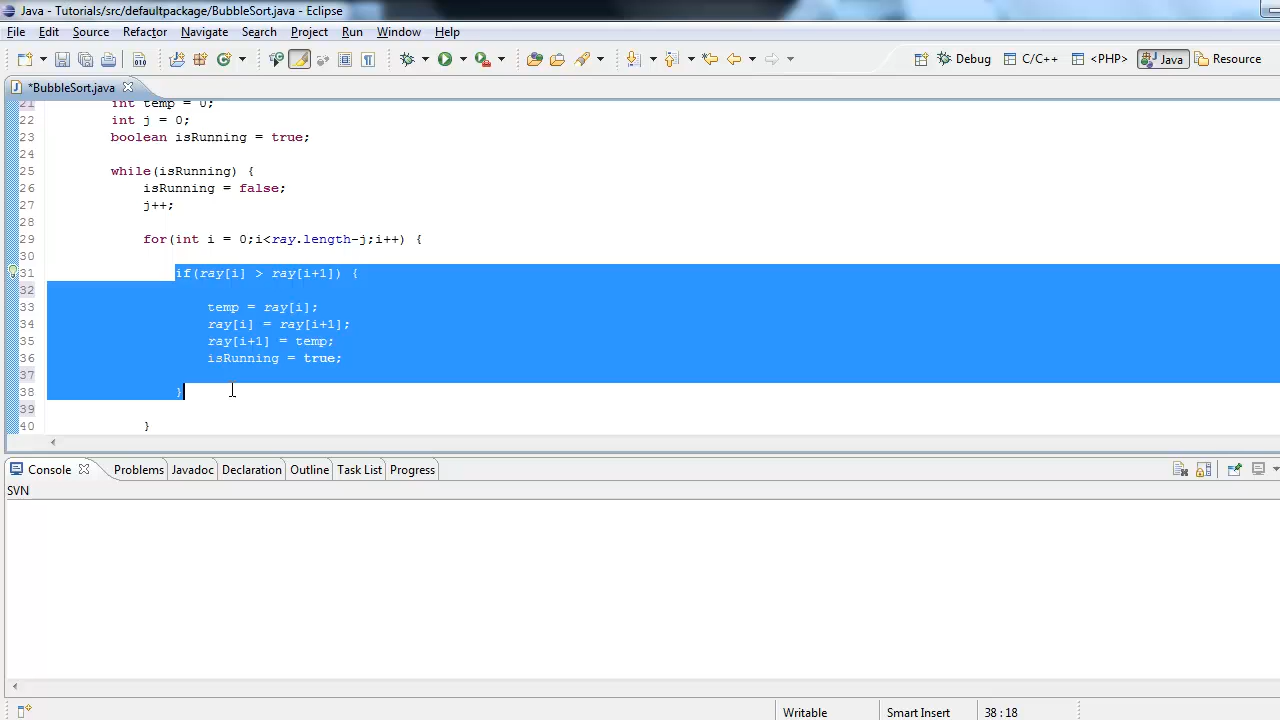 Java - Tutorials/src/defaultpackage/BubbleSort.java - Eclipse
File Edit Source Refactor Navigate Search Project Run Window Help
Debug C/C++ <PHP> Java Resource
*BubbleSort.java
21 int temp = 0;
22 int j = 0;
23 boolean isRunning = true;
24
25 while(isRunning) {
26 isRunning = false;
27 j++;
28
29 for(int i = 0;i<ray.length-j;i++) {
30
31 if(ray[i] > ray[i+1]) {
32
33 temp = ray[i];
34 ray[i] = ray[i+1];
35 ray[i+1] = temp;
36 isRunning = true;
37
38 }
39
40 }
Console Problems Javadoc Declaration Outline Task List Progress
SVN
Writable Smart Insert 38 : 18